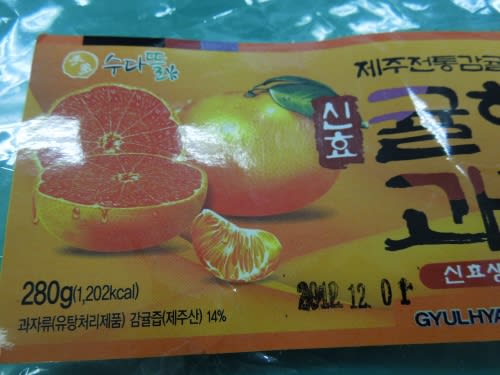 수다뜰
제주전통감귤
신효
귤
과
신효생
280g(1,202kcal)
2012.12.01
과자류(유탕처리제품) 감귤즙(제주산) 14%
GYULHYA